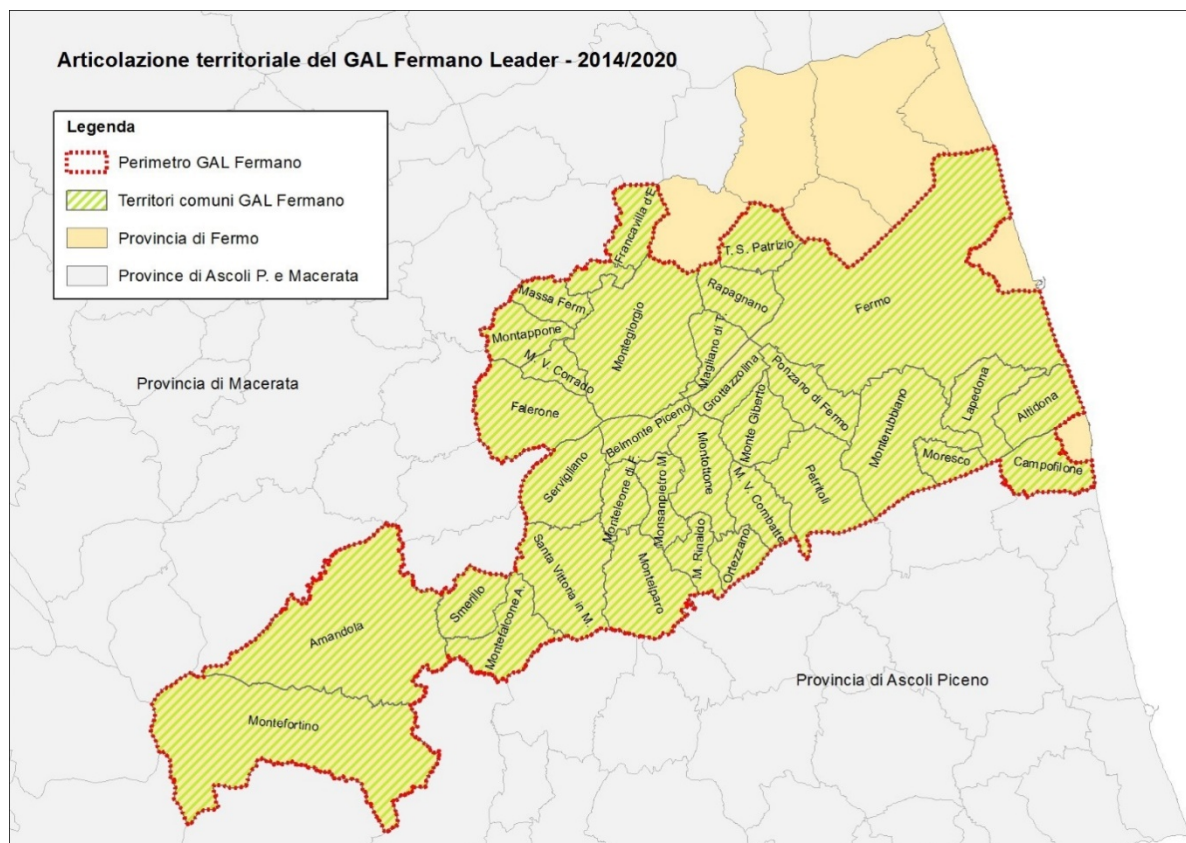 Articolazione territoriale del GAL Fermano Leader - 2014/2020
Legenda
Perimetro GAL Fermano
Territori comuni GAL Fermano
Provincia di Fermo
Province di Ascoli P. e Macerata
Francavilla d'E.
T. S. Patrizio
Massa Ferm.
Rapagnano
Fermo
Montappone
Montegiorgio
Magliano di T.
M. V. Corrado
Provincia di Macerata
Grottazzolina
Ponzano di Fermo
Falerone
Belmonte Piceno
Monte Giberto
Monterubbiano
Lapedona
Altidona
Servigliano
Monteleone di F.
Monsanpietro M.
Montottone
M. V. Combatte
Petritoli
Moresco
Campofilone
Santa Vittoria in M.
Montelparo
M. Rinaldo
Ortezzano
Smerillo
Montefalcone A.
Amandola
Provincia di Ascoli Piceno
Montefortino